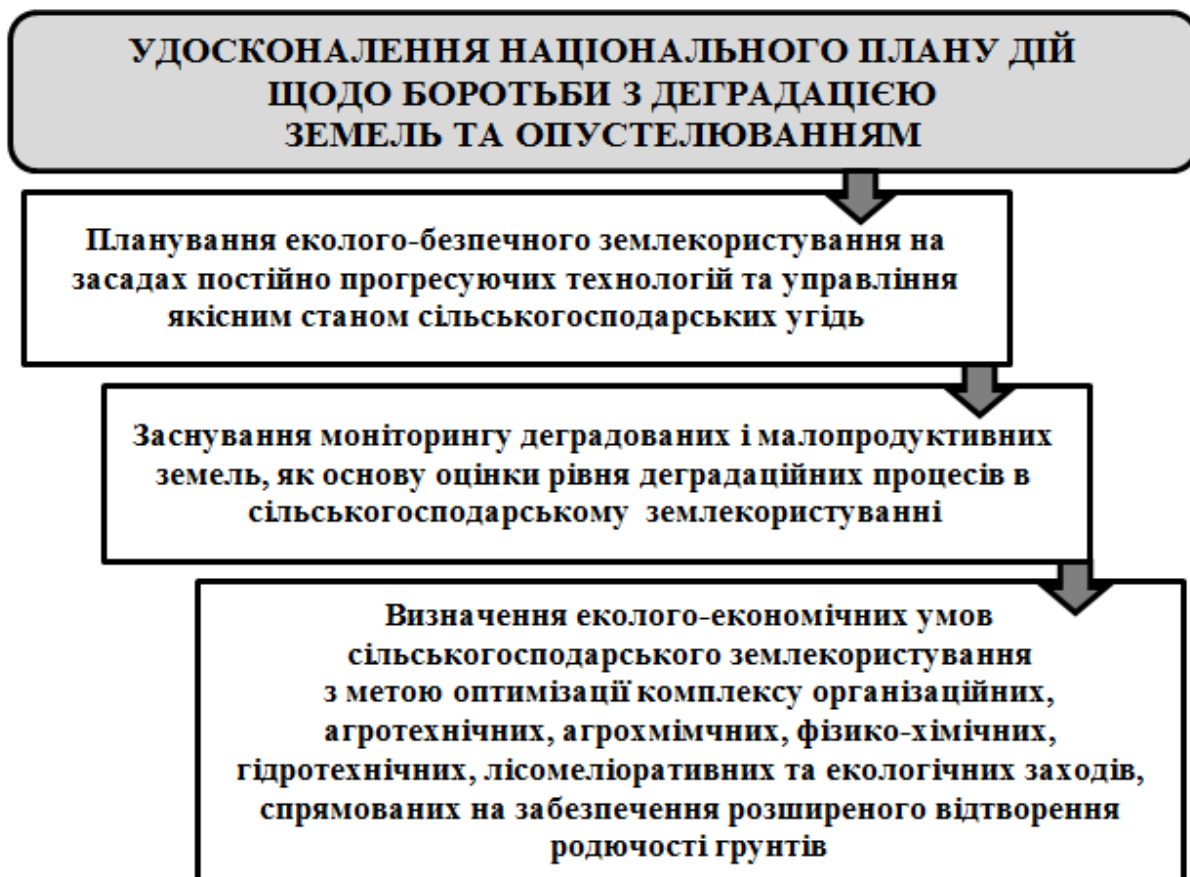 УДОСКОНАЛЕННЯ НАЦІОНАЛЬНОГО ПЛАНУ ДІЙ
ЩОДО БОРОТЬБИ З ДЕГРАДАЦІЄЮ
ЗЕМЕЛЬ ТА ОПУСТЕЛЮВАННЯМ
Планування еколого-безпечного землекористування на
засадах постійно прогресуючих технологій та управління
якісним станом сільськогосподарських угідь
Заснування моніторингу деградованих і малопродуктивних
земель, як основу оцінки рівня деградаційних процесів в
сільськогосподарському землекористуванні
Визначення еколого-економічних умов
сільськогосподарського землекористування
з метою оптимізації комплексу організаційних,
агротехнічних, агрохмімчних, фізико-хімічних,
гідротехнічних, лісомеліоративних та екологічних заходів,
спрямованих на забезпечення розширеного відтворення
родючості грунтів